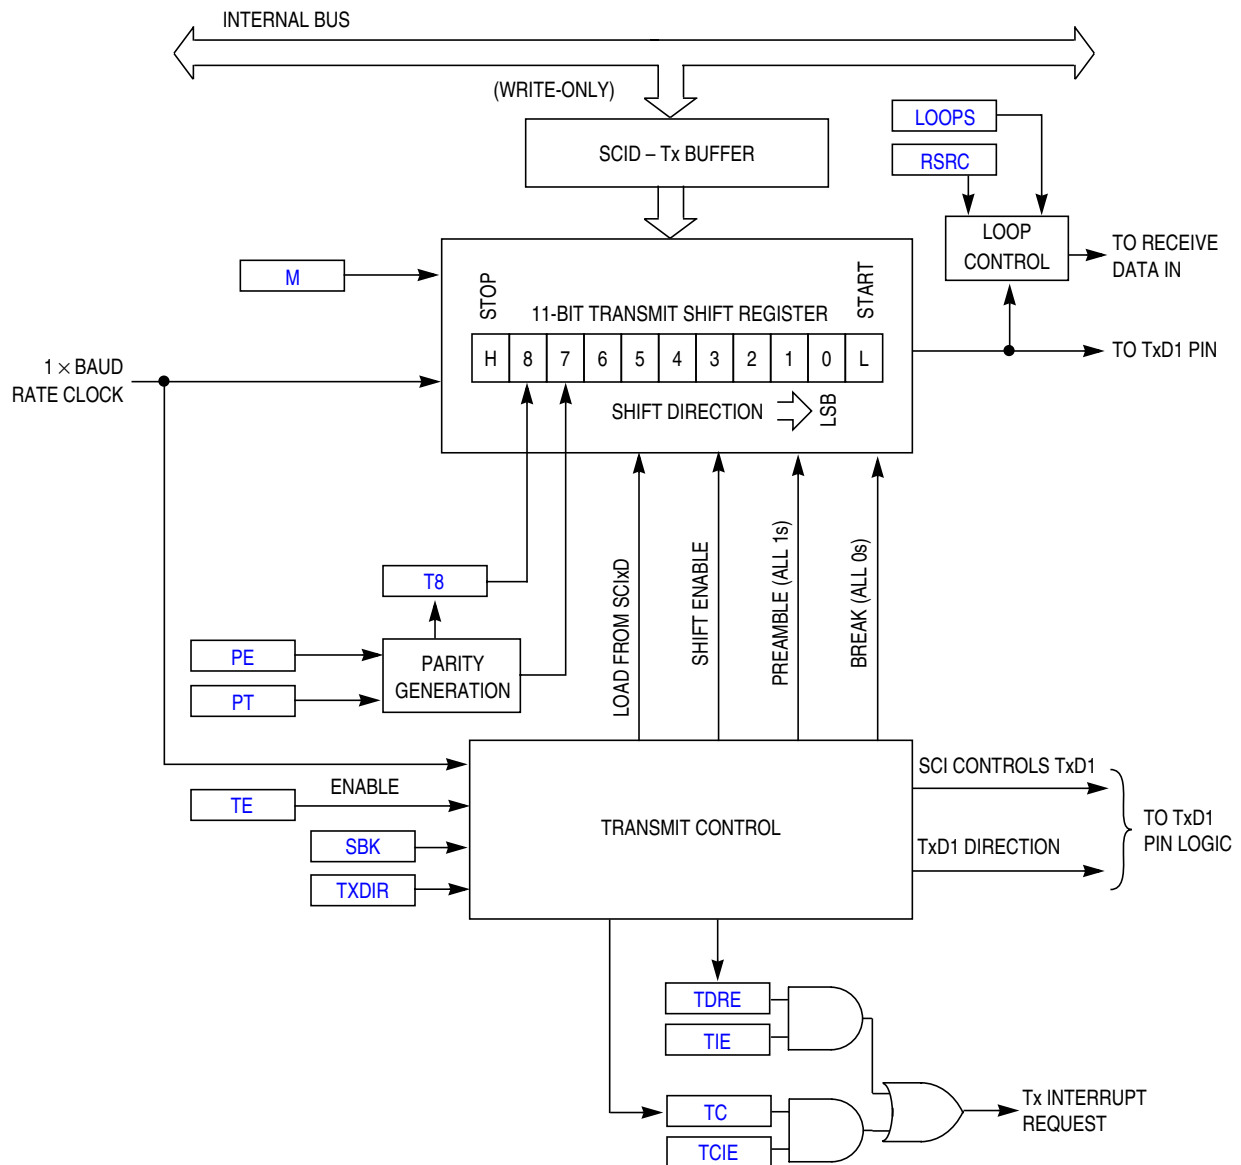 INTERNAL BUS
(WRITE-ONLY)
SCID – Tx BUFFER
LOOPS
RSRC
LOOP
CONTROL
TO RECEIVE
DATA IN
M
STOP
11-BIT TRANSMIT SHIFT REGISTER
START
H 8 7 6 5 4 3 2 1 0 L
TO TxD1 PIN
1 × BAUD
RATE CLOCK
SHIFT DIRECTION
LSB
T8
PE
PT
PARITY
GENERATION
LOAD FROM SCIxD
SHIFT ENABLE
PREAMBLE (ALL 1s)
BREAK (ALL 0s)
ENABLE
TE
SBK
TXDIR
TRANSMIT CONTROL
SCI CONTROLS TxD1
TxD1 DIRECTION
TO TxD1
PIN LOGIC
TDRE
TIE
TC
TCIE
Tx INTERRUPT
REQUEST